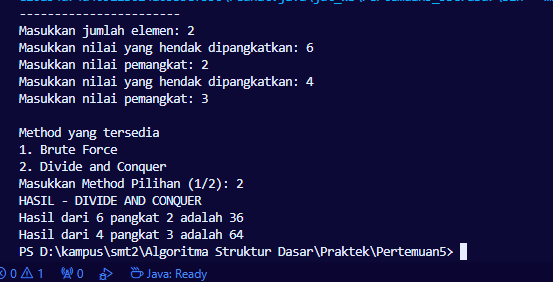 -----------------------
Masukkan jumlah elemen: 2
Masukkan nilai yang hendak dipangkatkan: 6
Masukkan nilai pemangkat: 2
Masukkan nilai yang hendak dipangkatkan: 4
Masukkan nilai pemangkat: 3
Method yang tersedia
1. Brute Force
2. Divide and Conquer
Masukkan Method Pilihan (1/2): 2
HASIL - DIVIDE AND CONQUER
Hasil dari 6 pangkat 2 adalah 36
Hasil dari 4 pangkat 3 adalah 64
PS D:\kampus\smt2\Algoritma Struktur Dasar\Praktek\Pertemuan5>
0 1 0 Java: Ready